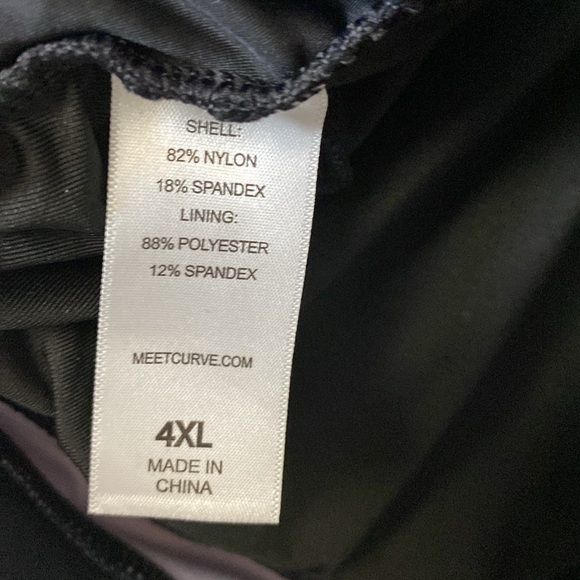 SHELL:
82% NYLON
18% SPANDEX
LINING:
88% POLYESTER
12% SPANDEX
MEETCURVE.COM
4XL
MADE IN
CHINA